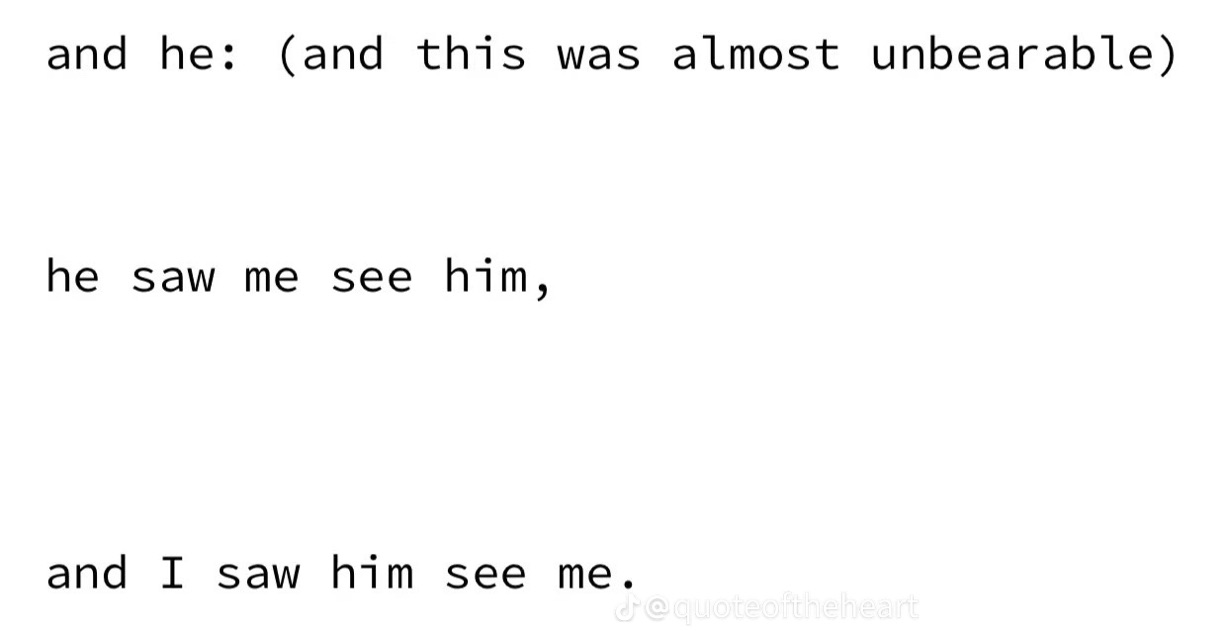 and he: (and this was almost unbearable)
he saw me see him,
and I saw him see me.
@quoteoftheheart